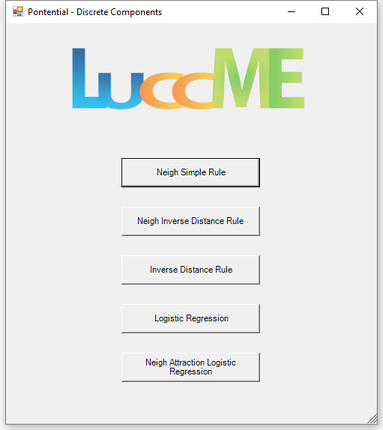 Pontential - Discrete Components
LuccME
Neigh Simple Rule
Neigh Inverse Distance Rule
Inverse Distance Rule
Logistic Regression
Neigh Attraction Logistic
Regression